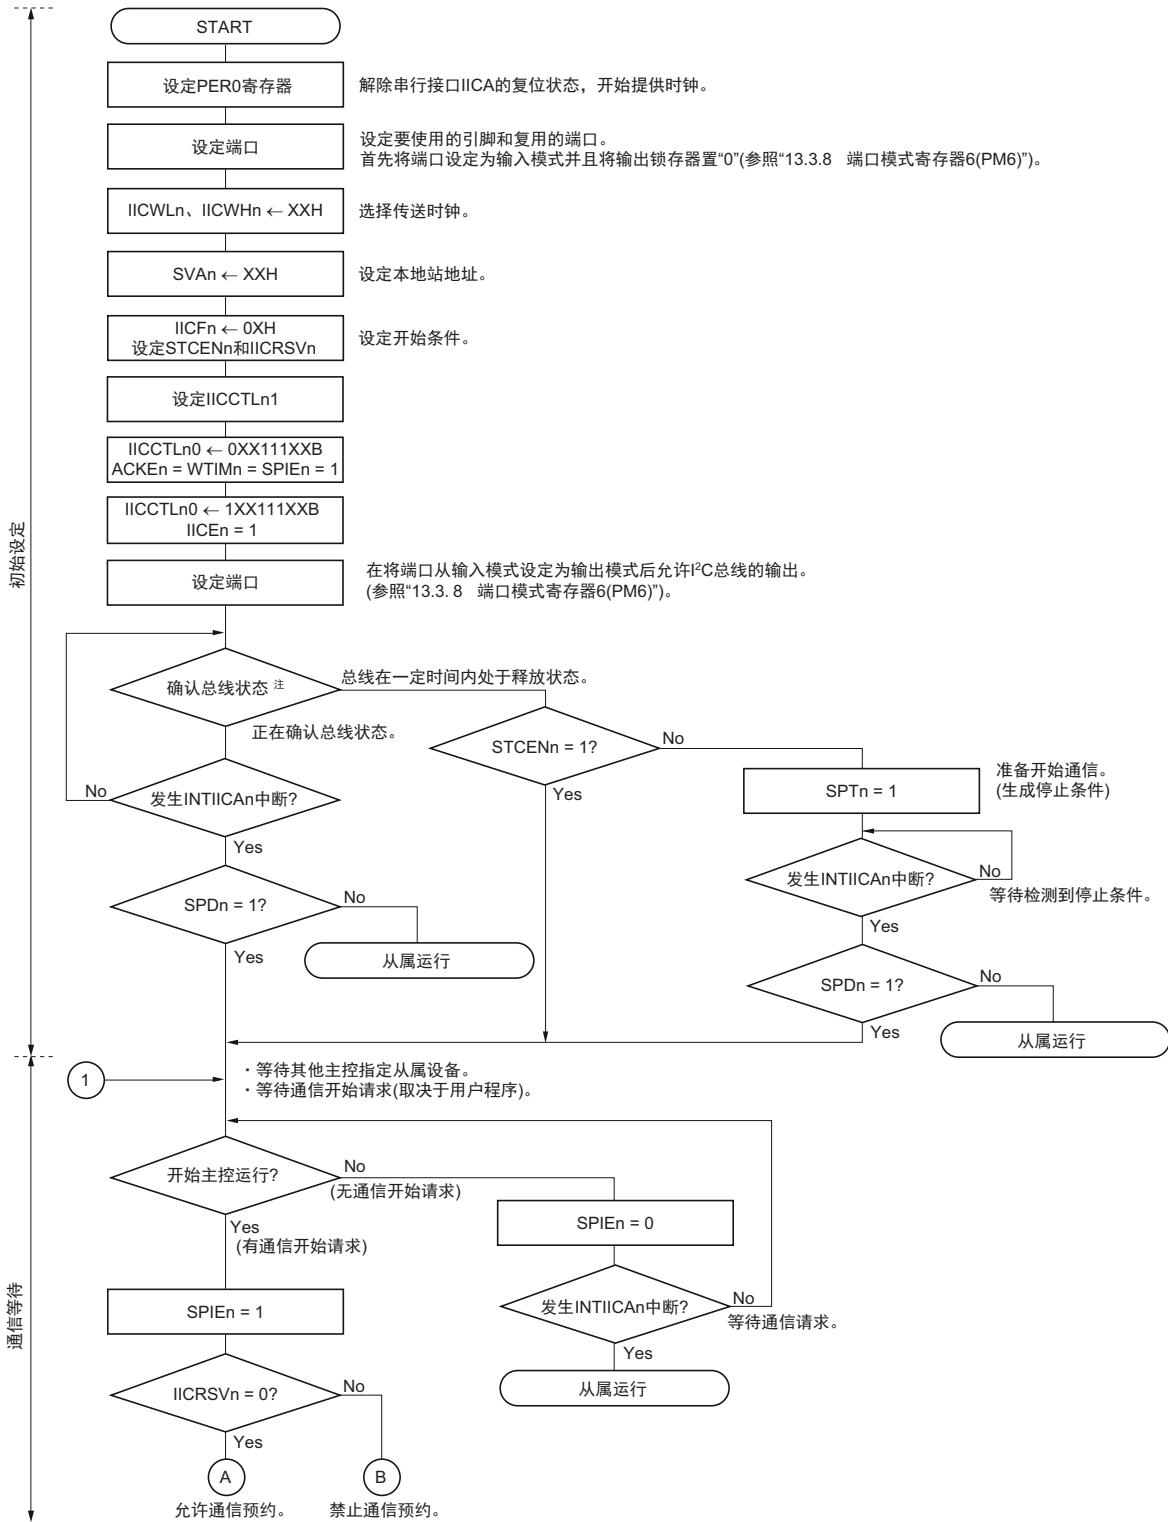 START
设定PER0寄存器
解除串行接口IICA的复位状态，开始提供时钟。
设定端口
设定要使用的引脚和复用的端口。
首先将端口设定为输入模式并且将输出锁存器置“0”(参照“13.3.8 端口模式寄存器6(PM6)”)。
IICWLn、IICWHn ← XXH
选择传送时钟。
SVAn ← XXH
设定本地站地址。
IICFn ← 0XH
设定STCENn和IICRSVn
设定开始条件。
设定IICCTLn1
IICCTLn0 ← 0XX111XXB
ACKEn = WTIMn = SPIEn = 1
IICCTLn0 ← 1XX111XXB
IICEn = 1
初始设定
设定端口
在将端口从输入模式设定为输出模式后允许I²C总线的输出。
(参照“13.3. 8 端口模式寄存器6(PM6)”)。
确认总线状态 注
总线在一定时间内处于释放状态。
正在确认总线状态。
STCENn = 1?
No
Yes
SPTn = 1
准备开始通信。
(生成停止条件)
No
发生INTIICAn中断?
Yes
发生INTIICAn中断?
No
等待检测到停止条件。
Yes
SPDn = 1?
No
Yes
从属运行
SPDn = 1?
No
Yes
从属运行
1
・等待其他主控指定从属设备。
・等待通信开始请求(取决于用户程序)。
开始主控运行?
No
(无通信开始请求)
Yes
(有通信开始请求)
SPIEn = 0
通信等待
SPIEn = 1
发生INTIICAn中断?
No
等待通信请求。
Yes
从属运行
IICRSVn = 0?
No
Yes
A
B
允许通信预约。
禁止通信预约。